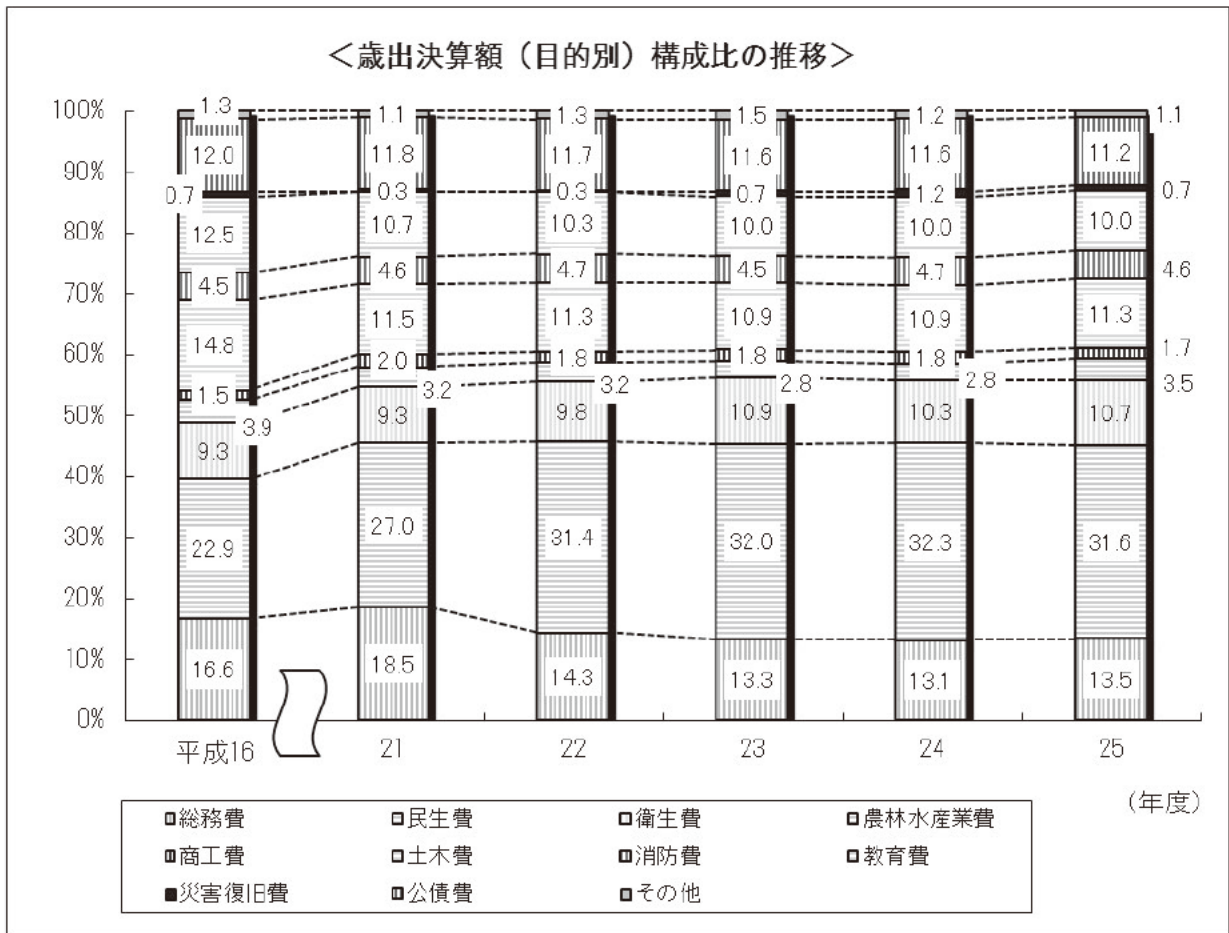 ＜歳出決算額（目的別）構成比の推移＞
100% 1.3 1.1 1.3 1.5 1.2 1.1
12.0 11.8 11.7 11.6 11.6 11.2
90%
0.7 0.3 0.3 0.7 1.2 0.7
12.5 10.7 10.3 10.0 10.0 10.0
80%
4.5 4.6 4.7 4.5 4.7 4.6
70%
14.8 11.5 11.3 10.9 10.9 11.3
60%
1.5 2.0 1.8 1.8 1.8 1.7
3.9 3.2 3.2 2.8 2.8 3.5
50%
9.3 9.3 9.8 10.9 10.3 10.7
40%
30%
22.9 27.0 31.4 32.0 32.3 31.6
20%
16.6 18.5 14.3 13.3 13.1 13.5
10%
0%
平成16 21 22 23 24 25
（年度）
総務費 民生費 衛生費 農林水産業費
商工費 土木費 消防費 教育費
災害復旧費 公債費 その他